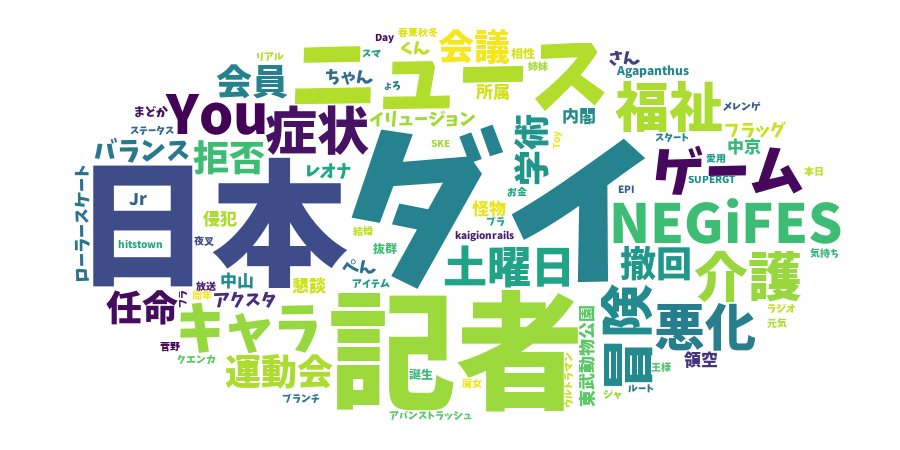 春夏秋冬
Day
くん
会議
相性
リアル
ニュース
スマ
姉妹
さん
会員
ちゃん
ょろ
所属
Agapanthus
まどか
You
症状
イリュージョン
内閣
福祉
メレンゲ
ステータス
フラッグ
バランス
拒否
SKE
学術
Toy
スタート
中京
レオナ
ダイ
ゲーム
愛用
本日
SUPERGT
ローラースケート
日本
Jr
お金
EPI
侵犯
怪物
ブラ
NEGiFES
hitstown
夜叉
結婚
抜群
kaigionrails
気持ち
ぺん
土曜日
撤回
介護
中山
アイテム
放送
周年
懇談
任命
フラ
アクスタ
冒険
悪化
ラジオ
元気
キャラ
記者
東武動物公園
菅野
クエンカ
運動会
誕生
魔女
ウルトラマン
王様
領空
ブランチ
ルート
ジャ
アバンストラッシュ